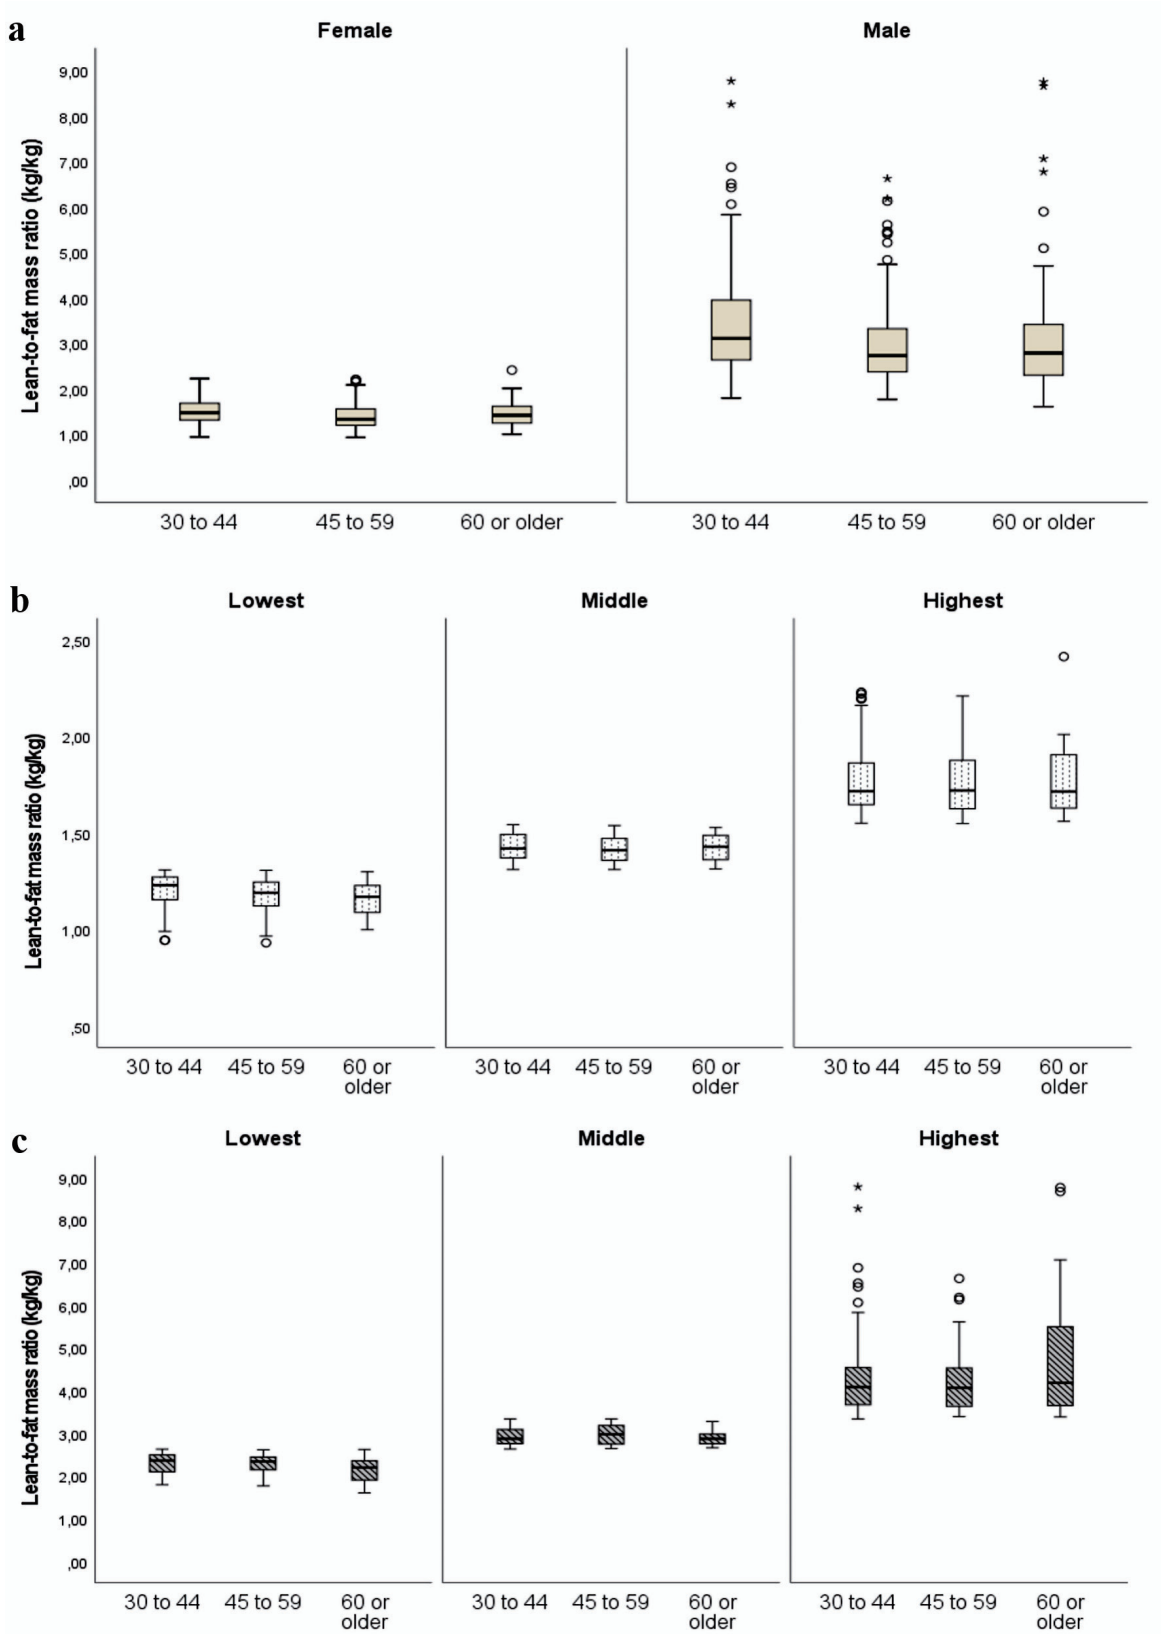 a
Female
Male
Lean-to-fat mass ratio (kg/kg)
9,00
8,00
7,00
6,00
5,00
4,00
3,00
2,00
1,00
,00
30 to 44
45 to 59
60 or older
30 to 44
45 to 59
60 or older
b
Lowest
Middle
Highest
Lean-to-fat mass ratio (kg/kg)
2,50
2,00
1,50
1,00
,50
30 to 44
45 to 59
60 or
older
30 to 44
45 to 59
60 or
older
30 to 44
45 to 59
60 or
older
c
Lowest
Middle
Highest
Lean-to-fat mass ratio (kg/kg)
9,00
8,00
7,00
6,00
5,00
4,00
3,00
2,00
1,00
,00
30 to 44
45 to 59
60 or
older
30 to 44
45 to 59
60 or
older
30 to 44
45 to 59
60 or
older